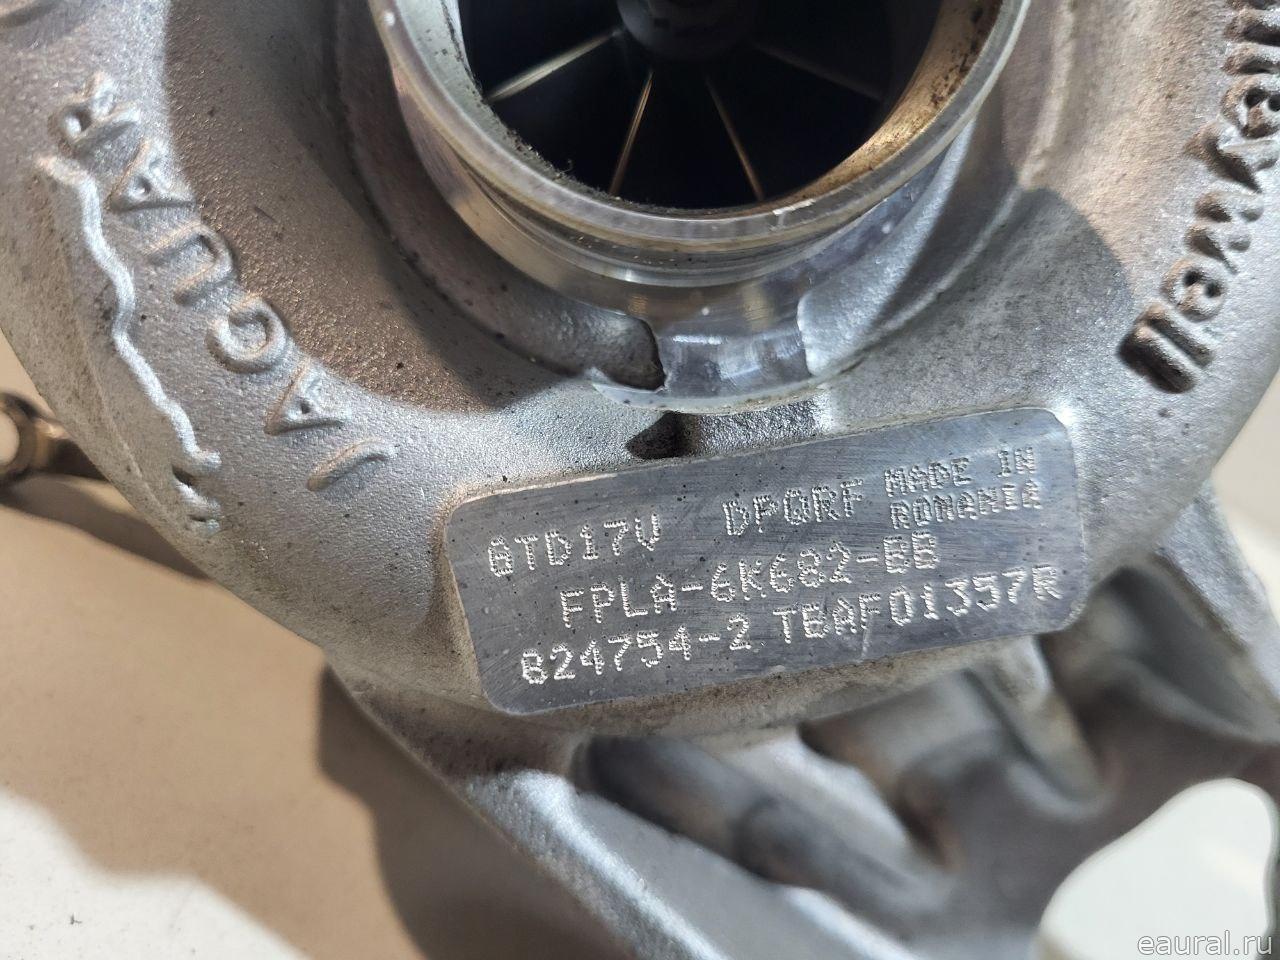 JAGUAR
Honeywell
GTD17V DPQRF MADE IN
ROMANIA
FPLA-6K682-BB
824754-2 TBAF01357R
eaural.ru